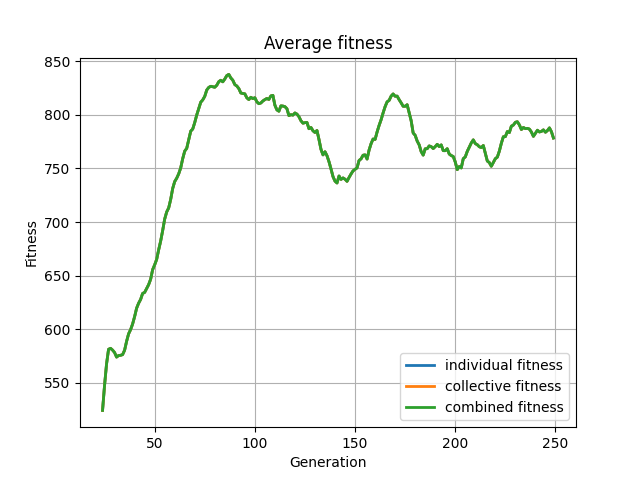 Average fitness
850
800
750
700
650
600
550
Fitness
50
100
150
200
250
Generation
individual fitness
collective fitness
combined fitness